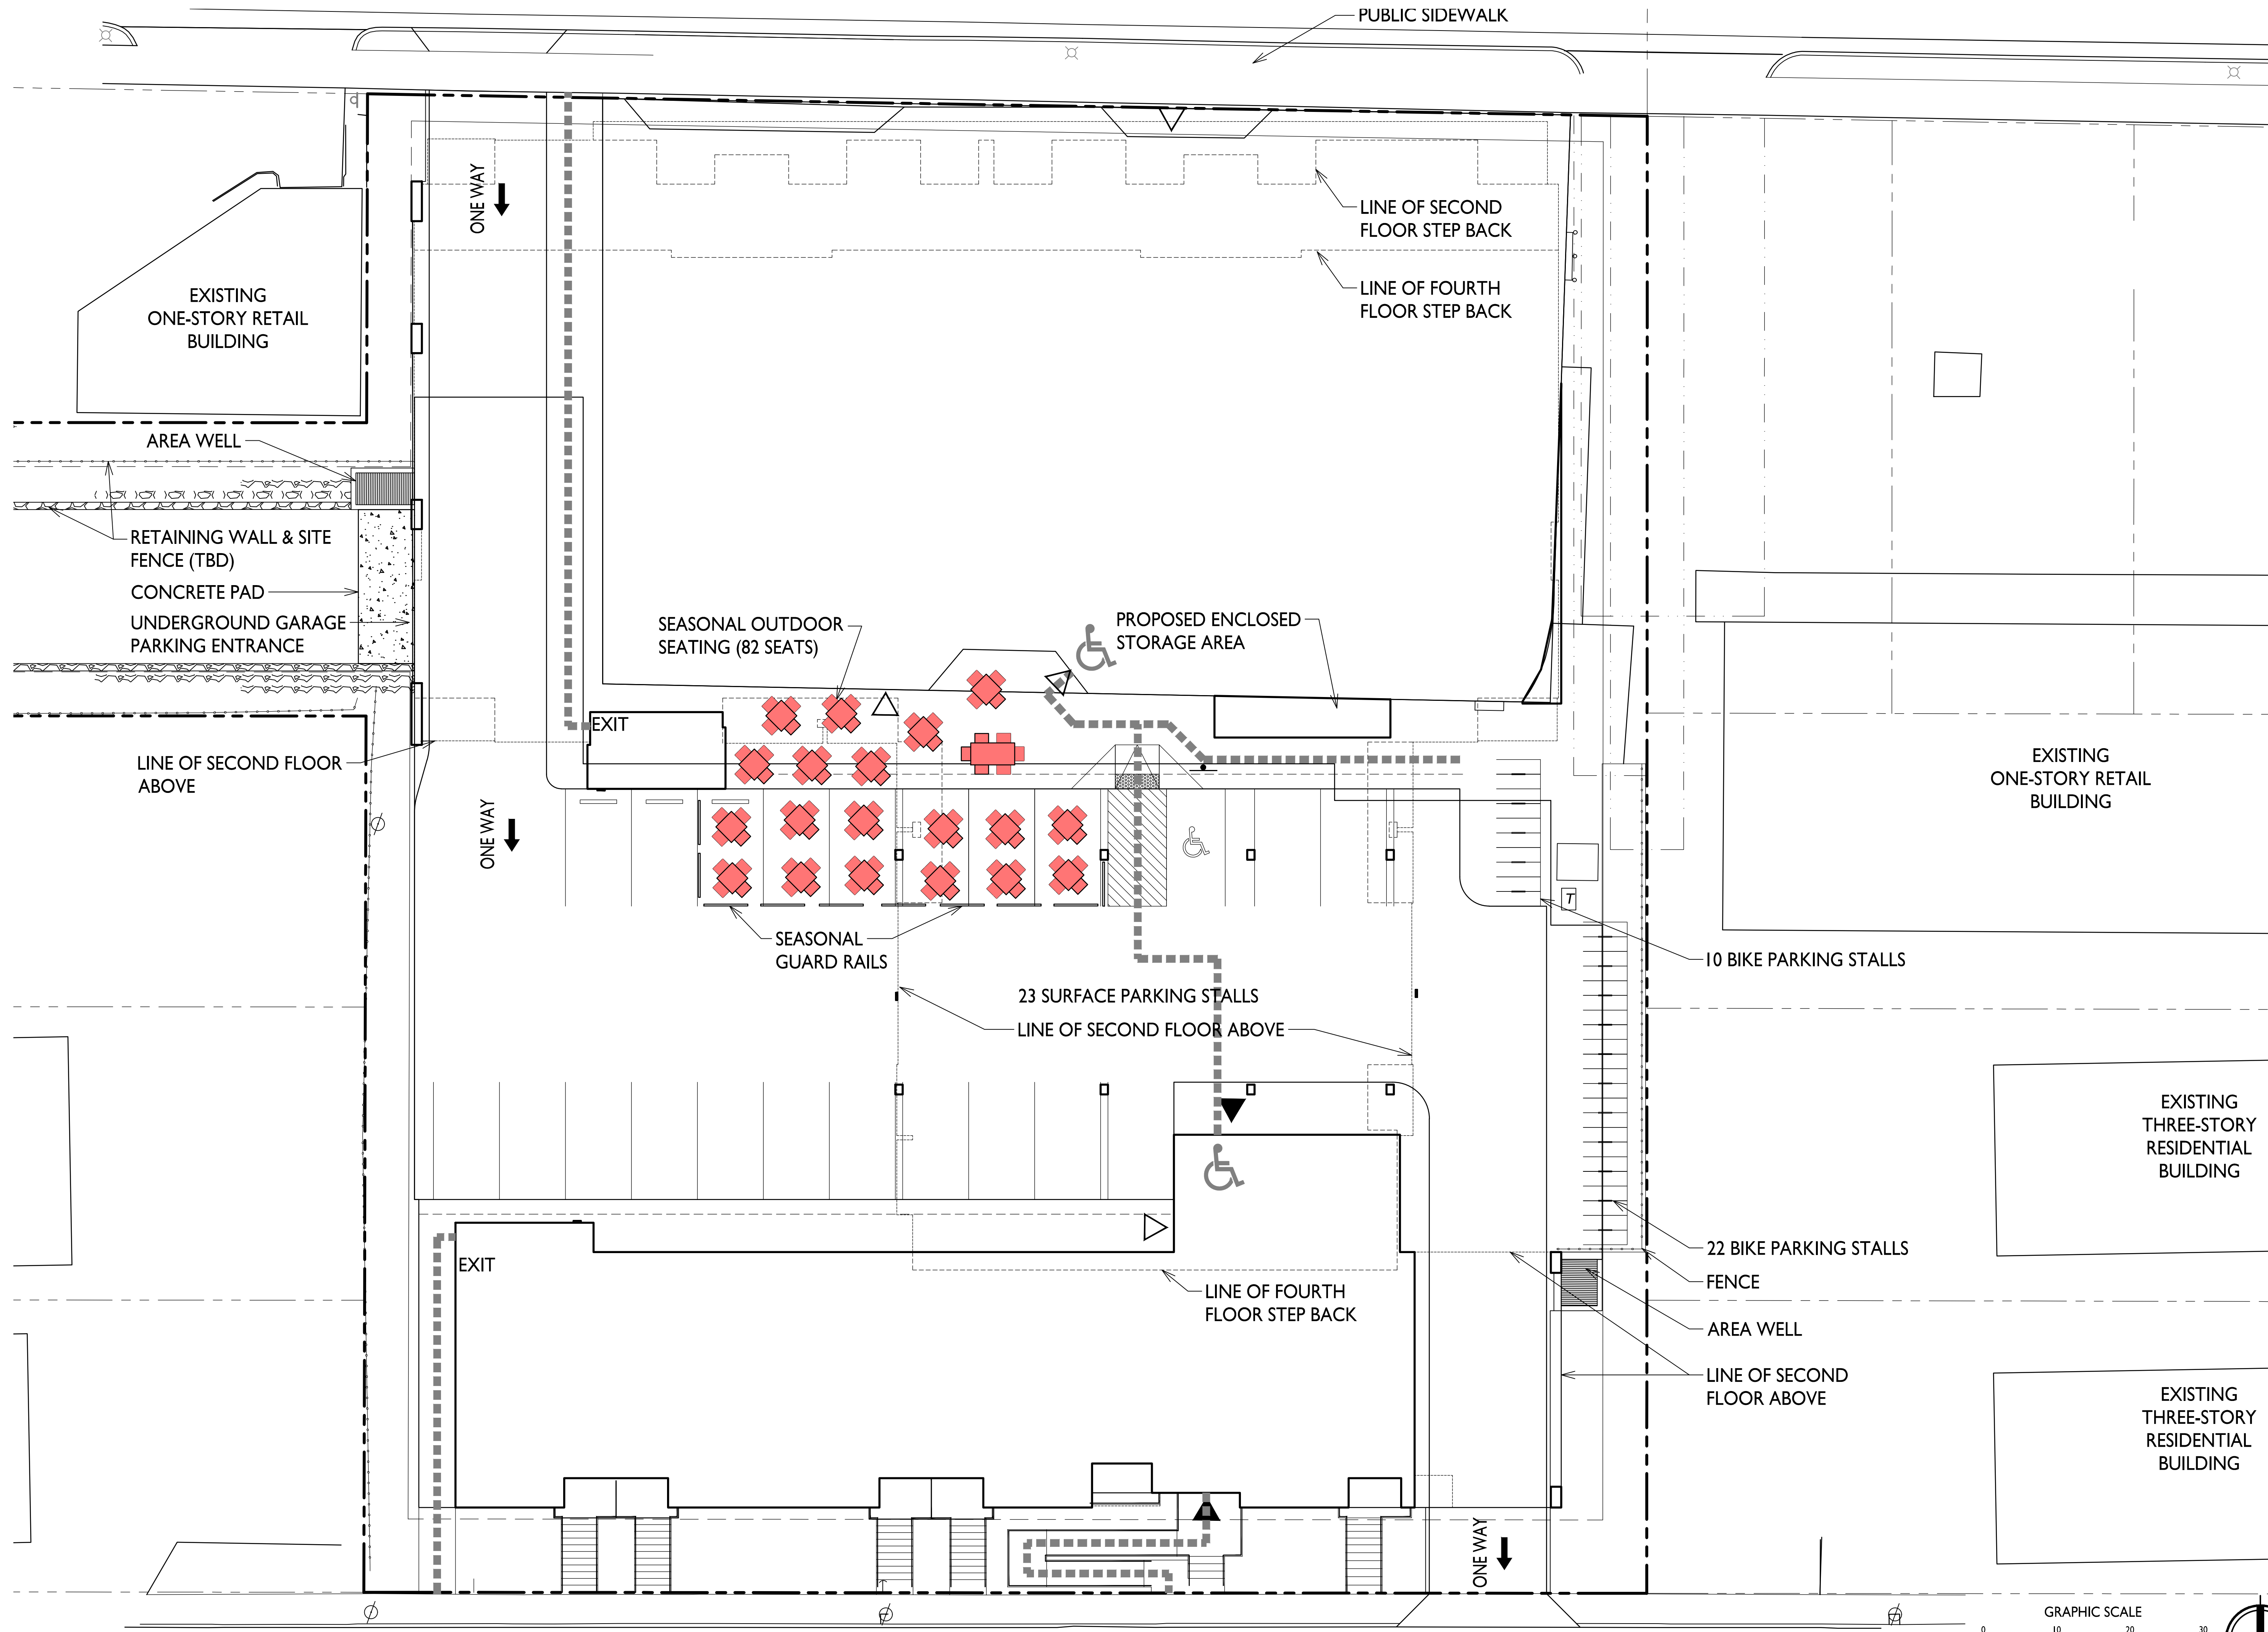 PUBLIC SIDEWALK
ONE WAY
LINE OF SECOND
FLOOR STEP BACK
LINE OF FOURTH
FLOOR STEP BACK
EXISTING
ONE-STORY RETAIL
BUILDING
AREA WELL
RETAINING WALL & SITE
FENCE (TBD)
CONCRETE PAD
UNDERGROUND GARAGE
PARKING ENTRANCE
SEASONAL OUTDOOR
SEATING (82 SEATS)
PROPOSED ENCLOSED
STORAGE AREA
EXIT
LINE OF SECOND FLOOR
ABOVE
EXISTING
ONE-STORY RETAIL
BUILDING
ONE WAY
T
SEASONAL
GUARD RAILS
10 BIKE PARKING STALLS
23 SURFACE PARKING STALLS
LINE OF SECOND FLOOR ABOVE
EXISTING
THREE-STORY
RESIDENTIAL
BUILDING
22 BIKE PARKING STALLS
EXIT
FENCE
LINE OF FOURTH
FLOOR STEP BACK
AREA WELL
LINE OF SECOND
FLOOR ABOVE
EXISTING
THREE-STORY
RESIDENTIAL
BUILDING
ONE WAY
GRAPHIC SCALE
0 10 20 30